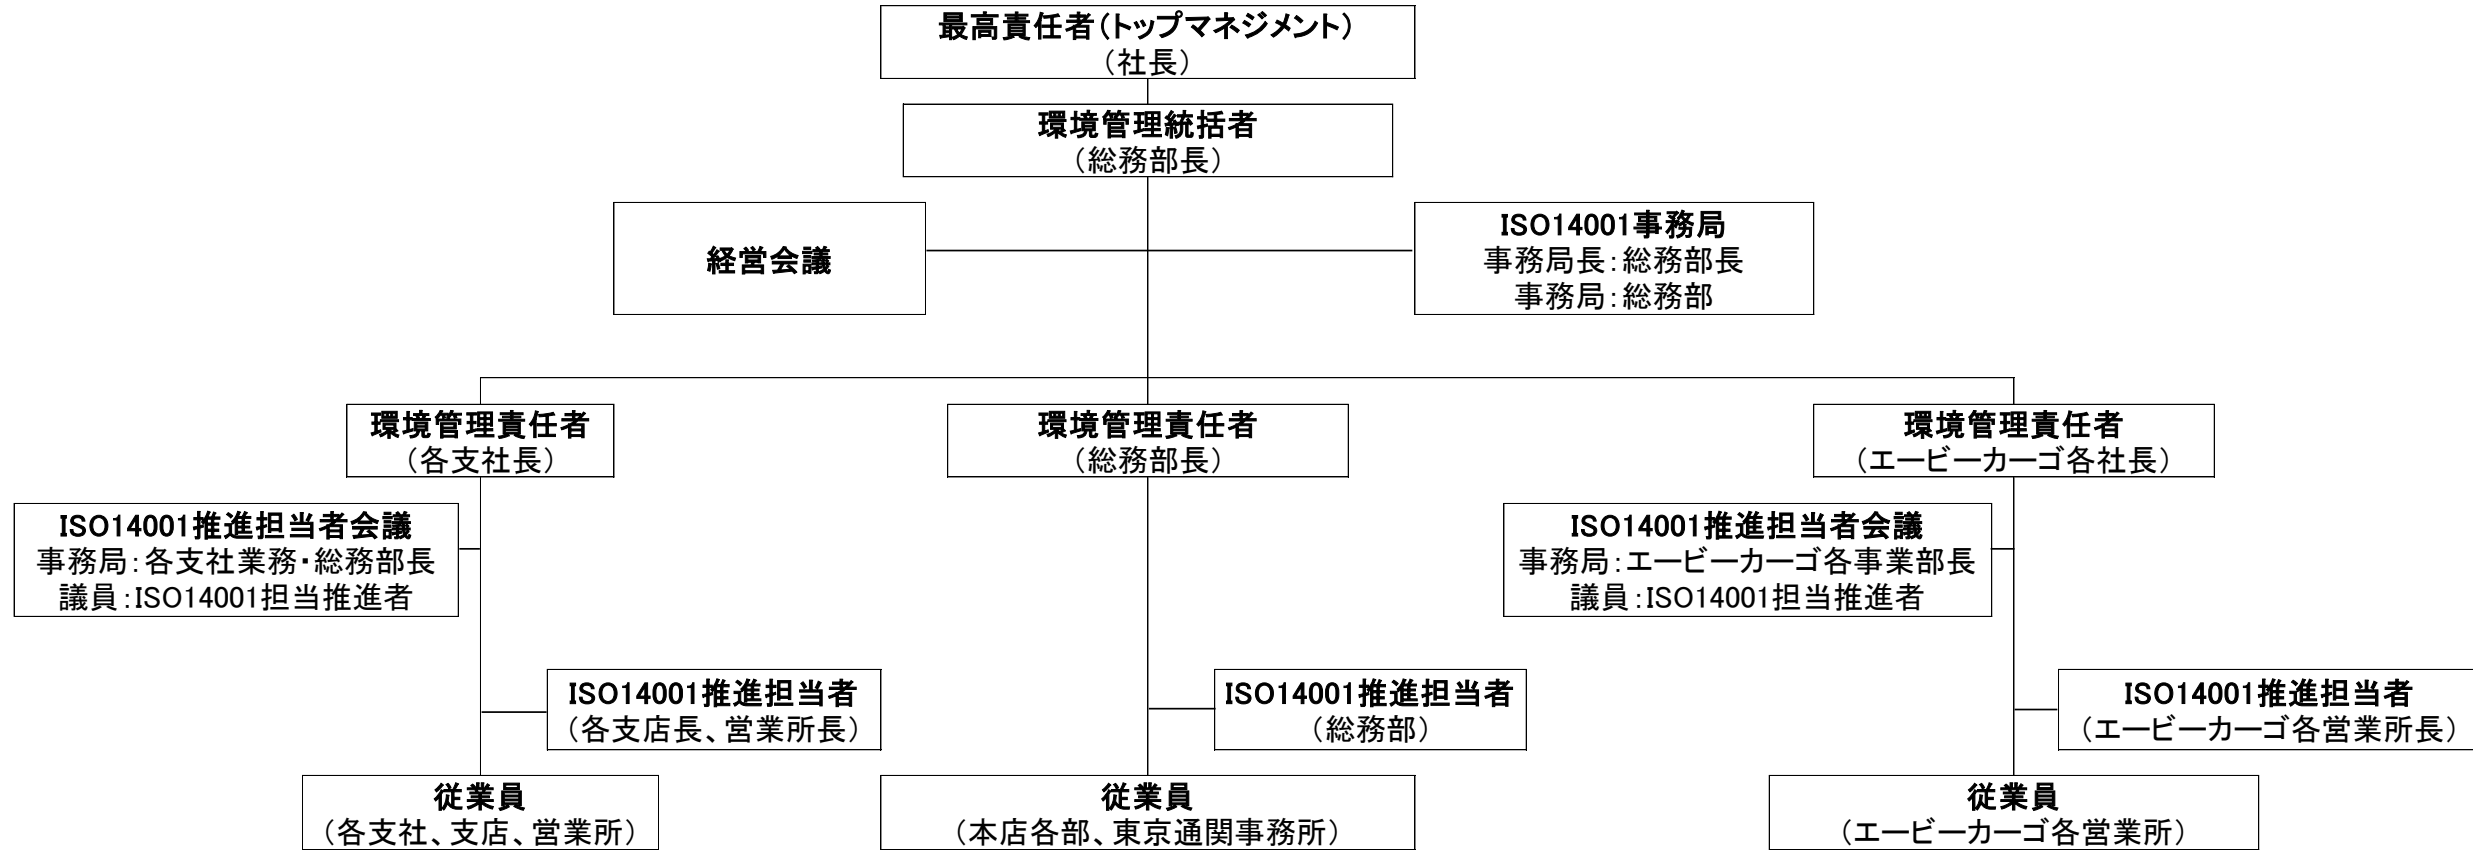 最高責任者（トップマネジメント）
（社長）
環境管理統括者
（総務部長）
経営会議
ISO14001事務局
事務局長：総務部長
事務局：総務部
環境管理責任者
（各支社長）
環境管理責任者
（総務部長）
環境管理責任者
（エービーカーゴ各社長）
ISO14001推進担当者会議
事務局：各支社業務・総務部長
議員：ISO14001担当推進者
ISO14001推進担当者会議
事務局：エービーカーゴ各事業部長
議員：ISO14001担当推進者
ISO14001推進担当者
（各支店長、営業所長）
ISO14001推進担当者
（総務部）
ISO14001推進担当者
（エービーカーゴ各営業所長）
従業員
（各支社、支店、営業所）
従業員
（本店各部、東京通関事務所）
従業員
（エービーカーゴ各営業所）